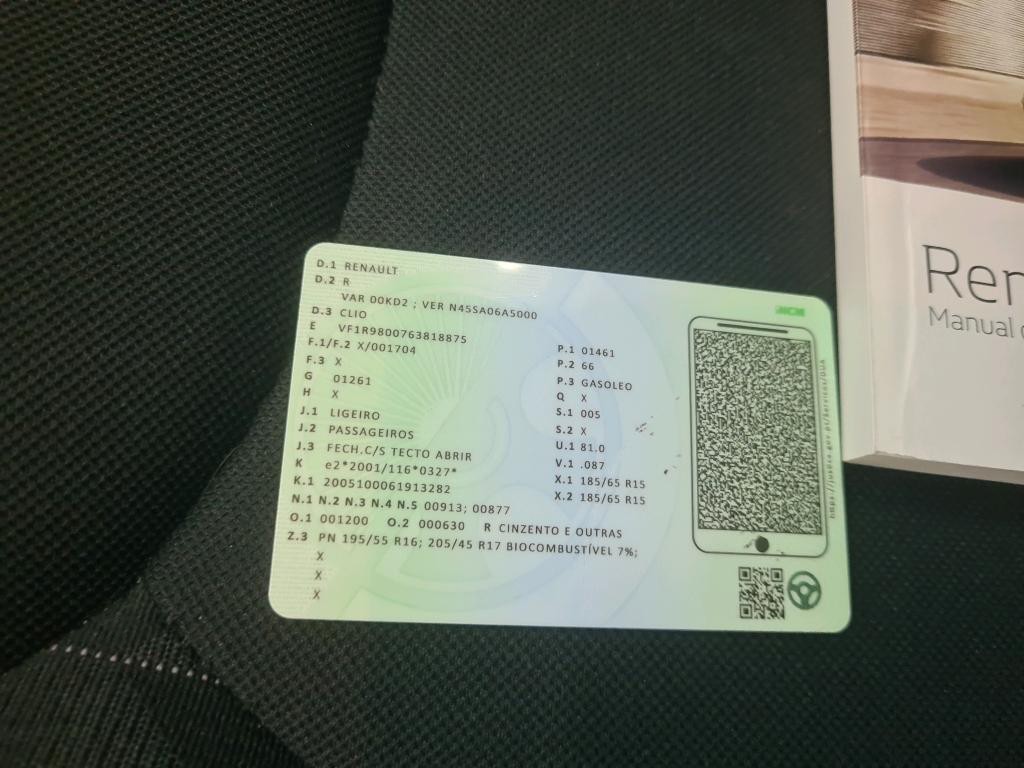 D.1 RENAULT
D.2 R
VAR 00KD2 ; VER N45SA06A5000
D.3 CLIO
E VF1R9800763818875
F.1/F.2 X/001704
F.3 X
G 01261
H X
J.1 LIGEIRO
J.2 PASSAGEIROS
J.3 FECH.C/S TECTO ABRIR
K e2*2001/116*0327*
K.1 2005100061913282
N.1 N.2 N.3 N.4 N.5 00913; 00877
O.1 001200 O.2 000630 R CINZENTO E OUTRAS
Z.3 PN 195/55 R16; 205/45 R17 BIOCOMBUSTÍVEL 7%;
X
X
X
P.1 01461
P.2 66
P.3 GASOLEO
Q X
S.1 005
S.2 X
U.1 81.0
V.1 .087
X.1 185/65 R15
X.2 185/65 R15
Ren
Manual